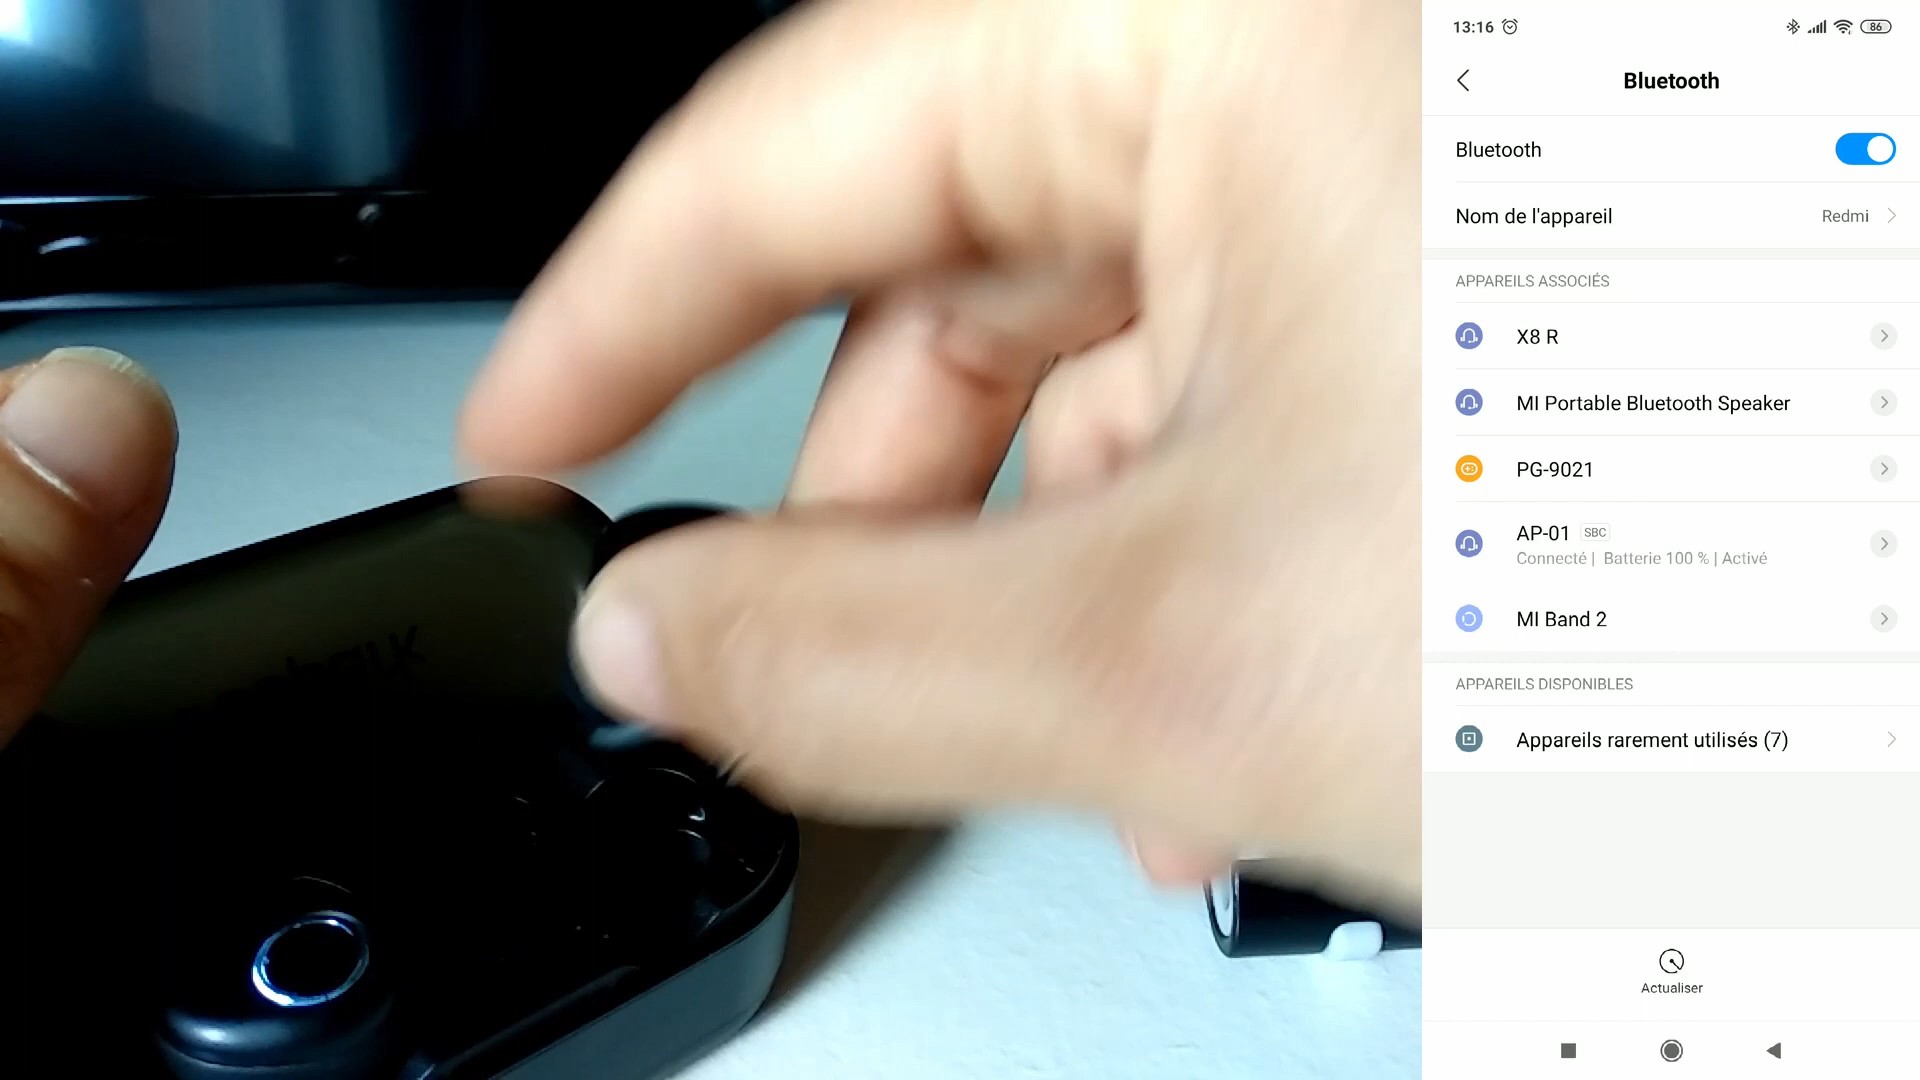 13:16
86
Bluetooth
Bluetooth
Nom de l'appareil
Redmi
APPAREILS ASSOCIÉS
X8 R
MI Portable Bluetooth Speaker
PG-9021
AP-01 SBC
Connecté | Batterie 100 % | Activé
MI Band 2
APPAREILS DISPONIBLES
Appareils rarement utilisés (7)
Actualiser